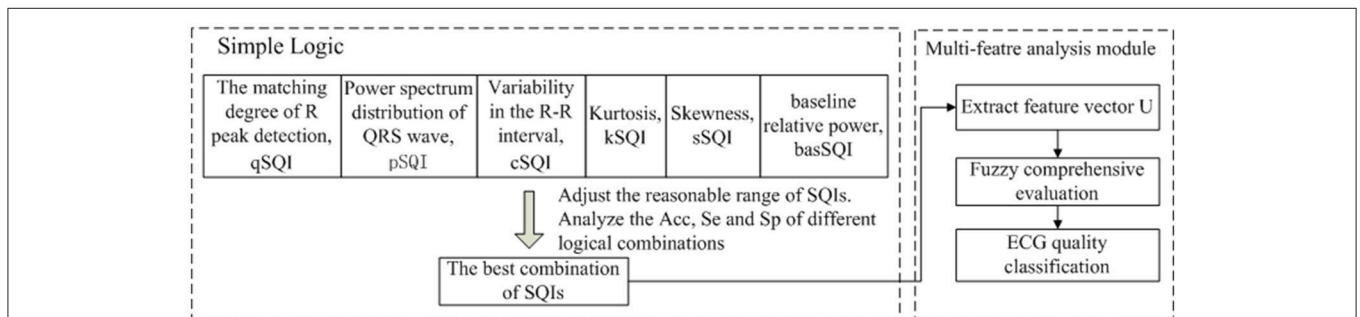 Simple Logic
The matching
degree of R
peak detection,
qSQI
Power spectrum
distribution of
QRS wave,
pSQI
Variability
in the R-R
interval,
cSQI
Kurtosis,
kSQI
Skewness,
sSQI
baseline
relative power,
basSQI
Adjust the reasonable range of SQIs.
Analyze the Acc, Se and Sp of different
logical combinations
The best combination
of SQIs
Multi-featre analysis module
Extract feature vector U
Fuzzy comprehensive
evaluation
ECG quality
classification